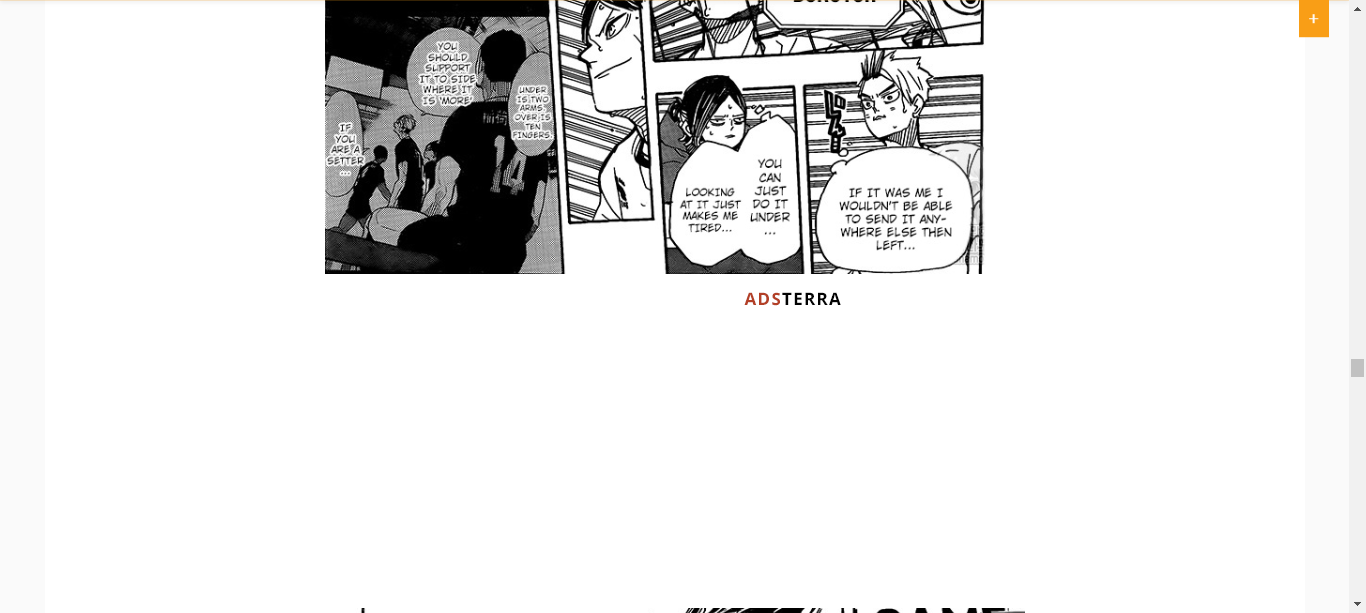 +
YOU
SHOULD
SUPPORT
IT TO SIDE
WHERE IT
IS 'MORE'
UNDER
IS TWO
ARMS,
OVER IS
TEN
FINGERS.
IF
YOU
ARE A
SETTER
...
14
YOU
CAN
JUST
DO IT
UNDER
...
LOOKING
AT IT JUST
MAKES ME
TIRED...
IF IT WAS ME I
WOULDN'T BE ABLE
TO SEND IT ANY-
WHERE ELSE THEN
LEFT...
ADSTERRA